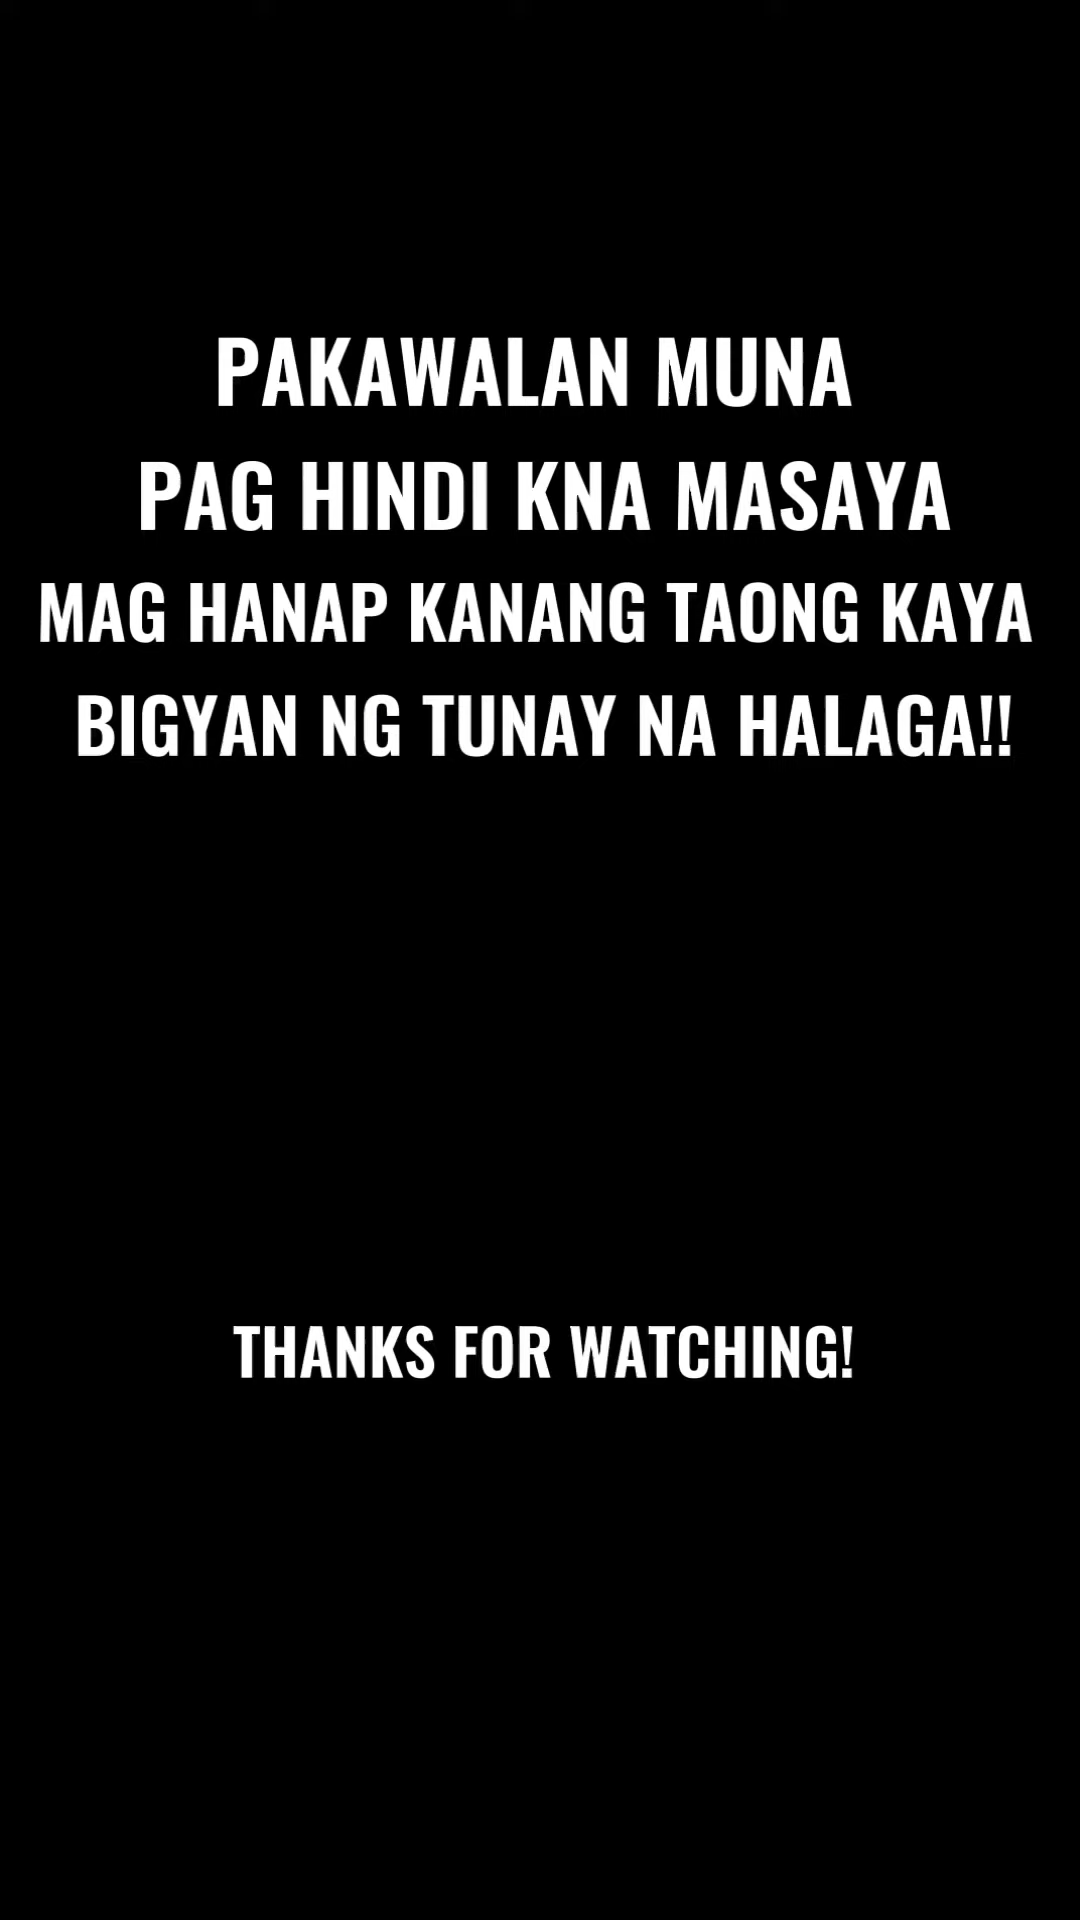 PAKAWALAN MUNA
PAG HINDI KNA MASAYA
MAG HANAP KANANG TAONG KAYA
BIGYAN NG TUNAY NA HALAGA!!
THANKS FOR WATCHING!